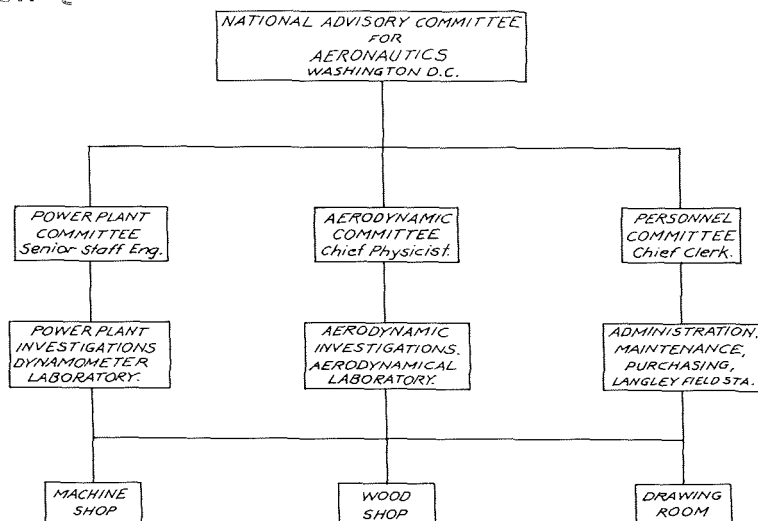 NATIONAL ADVISORY COMMITTEE
FOR
AERONAUTICS
WASHINGTON D.C.
POWER PLANT
COMMITTEE
Senior Staff Eng.
AERODYNAMIC
COMMITTEE
Chief Physicist.
PERSONNEL
COMMITTEE
Chief Clerk.
POWER PLANT
INVESTIGATIONS
DYNAMOMETER
LABORATORY.
AERODYNAMIC
INVESTIGATIONS.
AERODYNAMICAL
LABORATORY.
ADMINISTRATION,
MAINTENANCE,
PURCHASING,
LANGLEY FIELD STA.
MACHINE
SHOP
WOOD
SHOP
DRAWING
ROOM